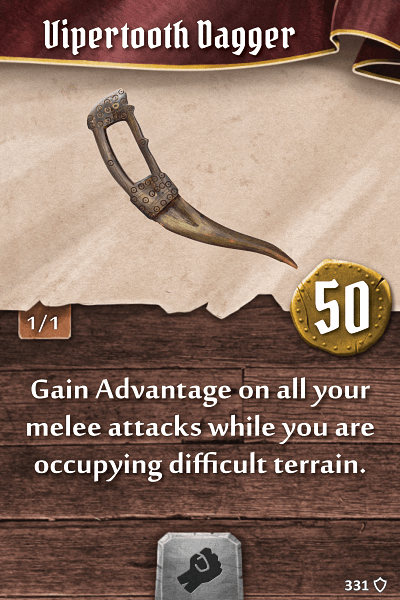 Vipertooth Dagger
50
1/1
Gain Advantage on all your
melee attacks while you are
occupying difficult terrain.
331